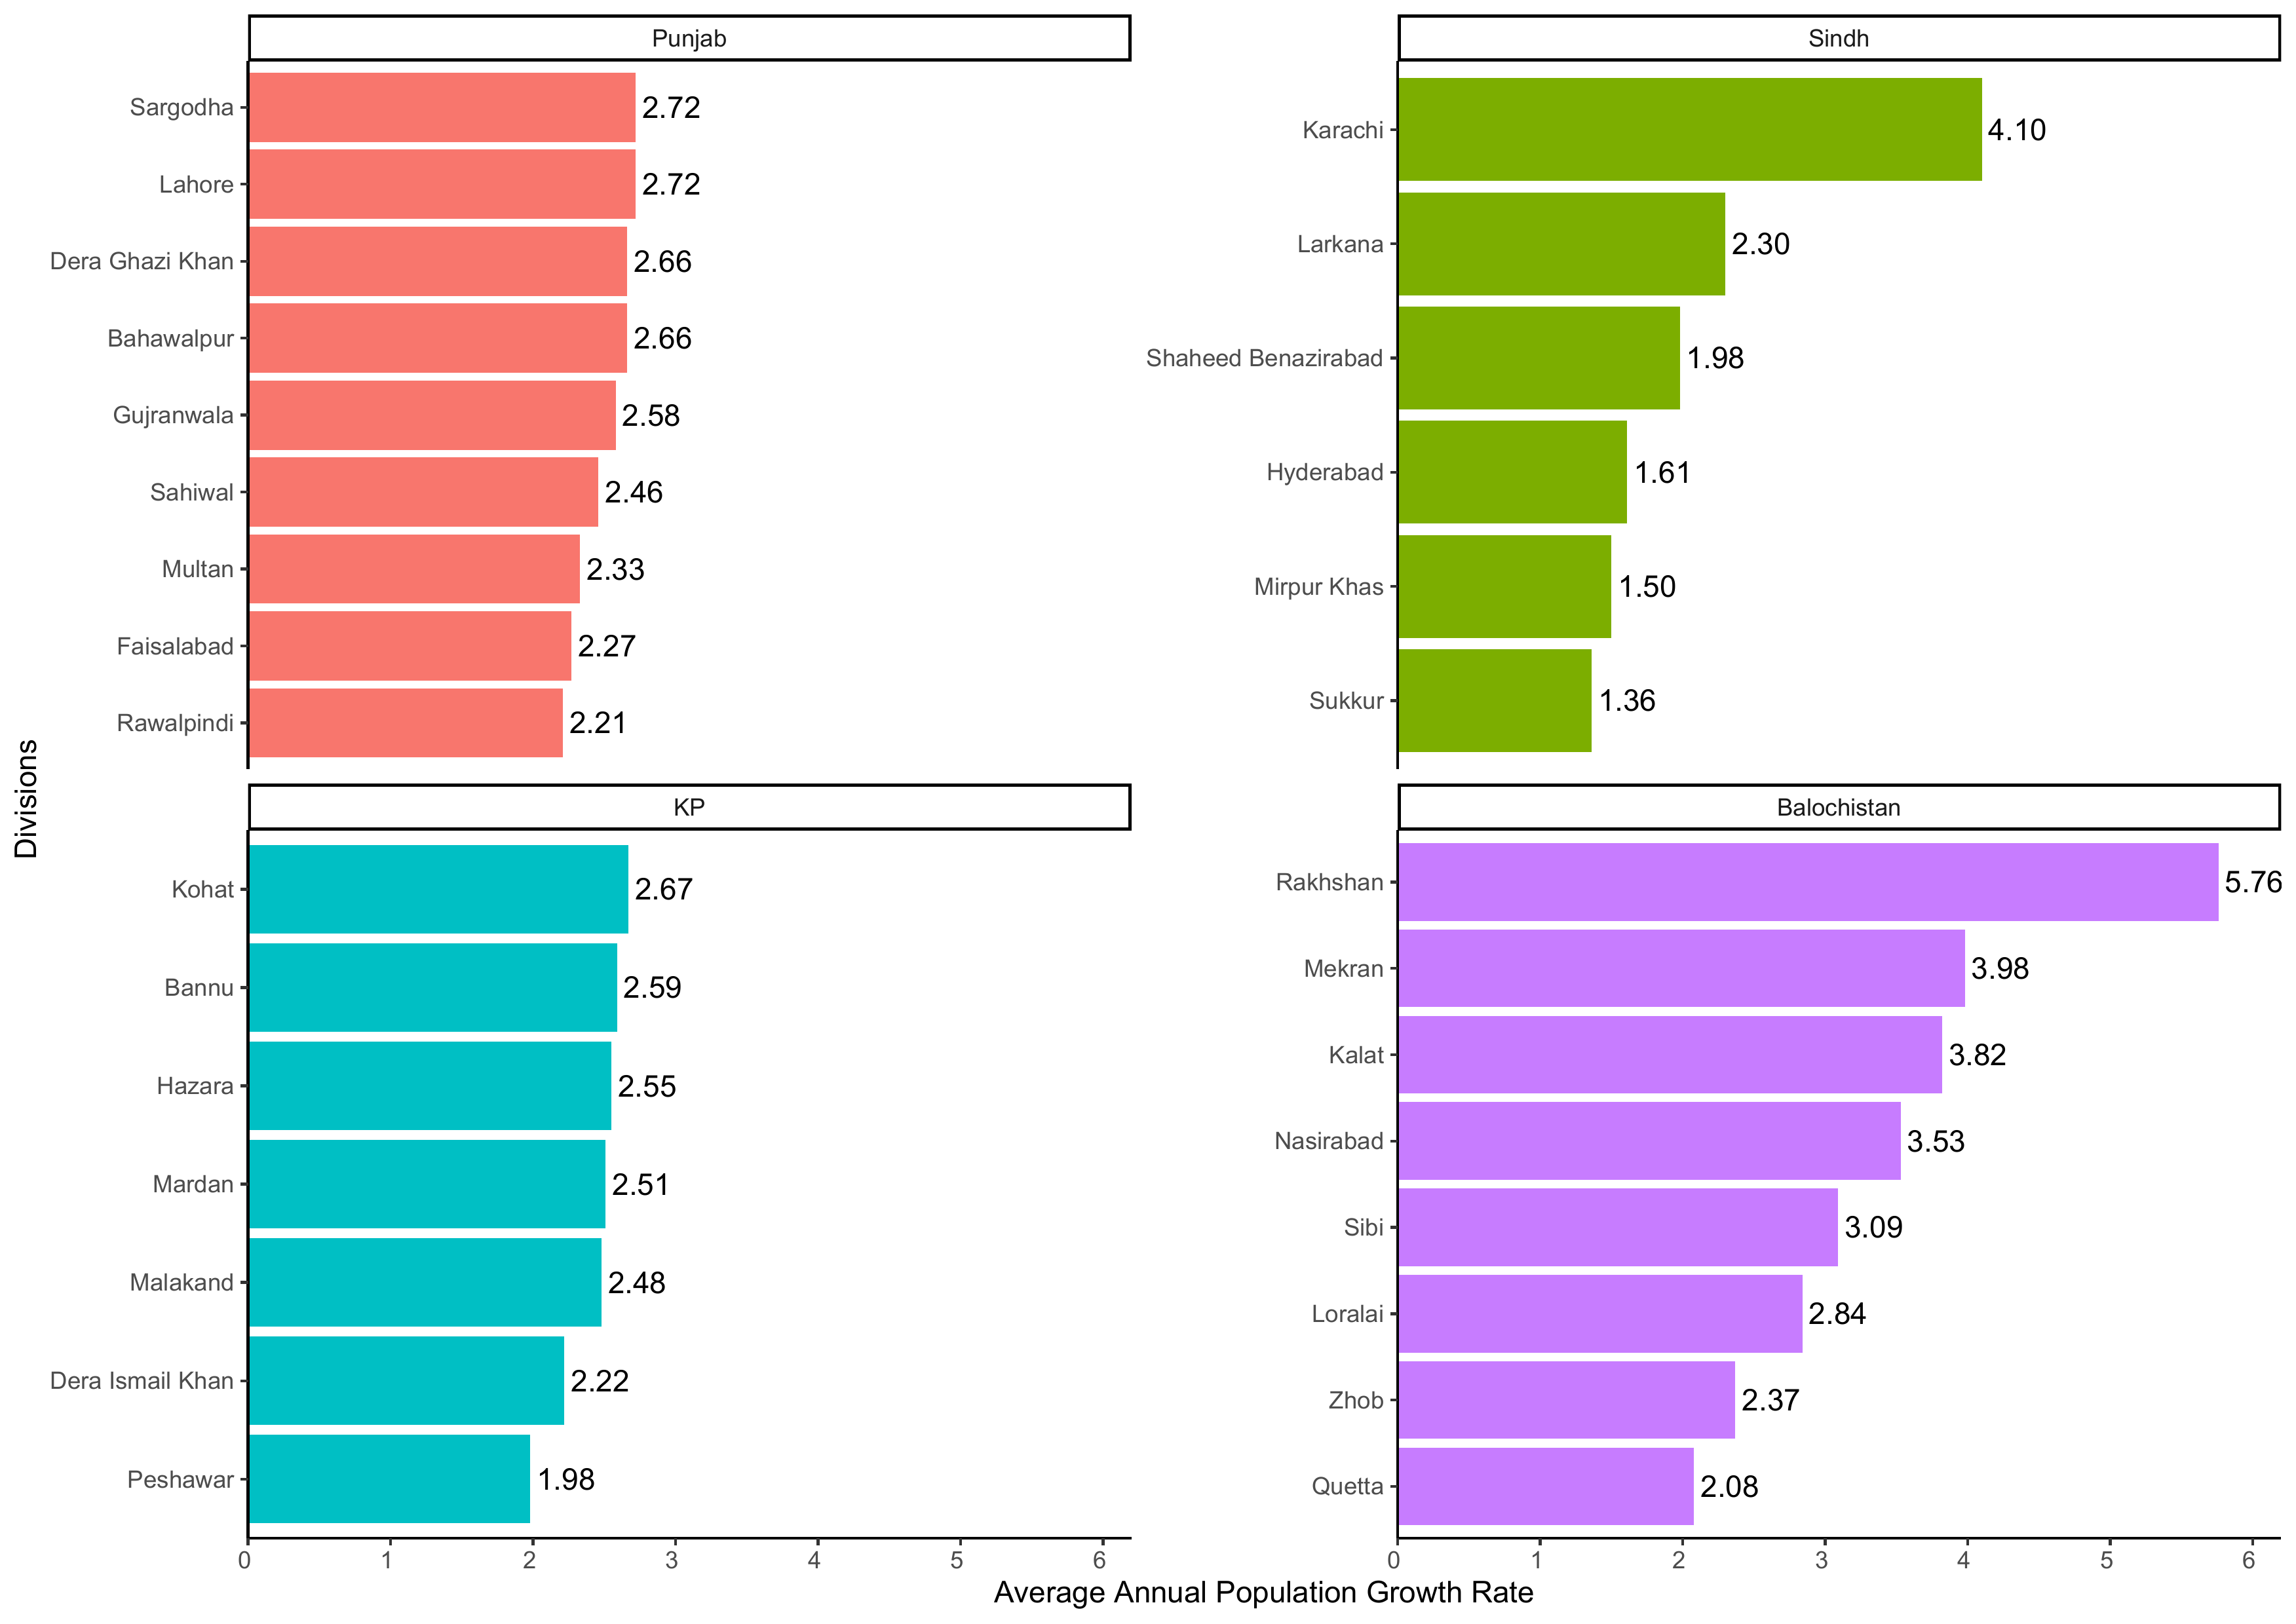 Punjab
Sargodha 2.72
Lahore 2.72
Dera Ghazi Khan 2.66
Bahawalpur 2.66
Gujranwala 2.58
Sahiwal 2.46
Multan 2.33
Faisalabad 2.27
Rawalpindi 2.21
Sindh
Karachi 4.10
Larkana 2.30
Shaheed Benazirabad 1.98
Hyderabad 1.61
Mirpur Khas 1.50
Sukkur 1.36
Divisions
KP
Kohat 2.67
Bannu 2.59
Hazara 2.55
Mardan 2.51
Malakand 2.48
Dera Ismail Khan 2.22
Peshawar 1.98
0 1 2 3 4 5 6
Balochistan
Rakhshan 5.76
Mekran 3.98
Kalat 3.82
Nasirabad 3.53
Sibi 3.09
Loralai 2.84
Zhob 2.37
Quetta 2.08
0 1 2 3 4 5 6
Average Annual Population Growth Rate